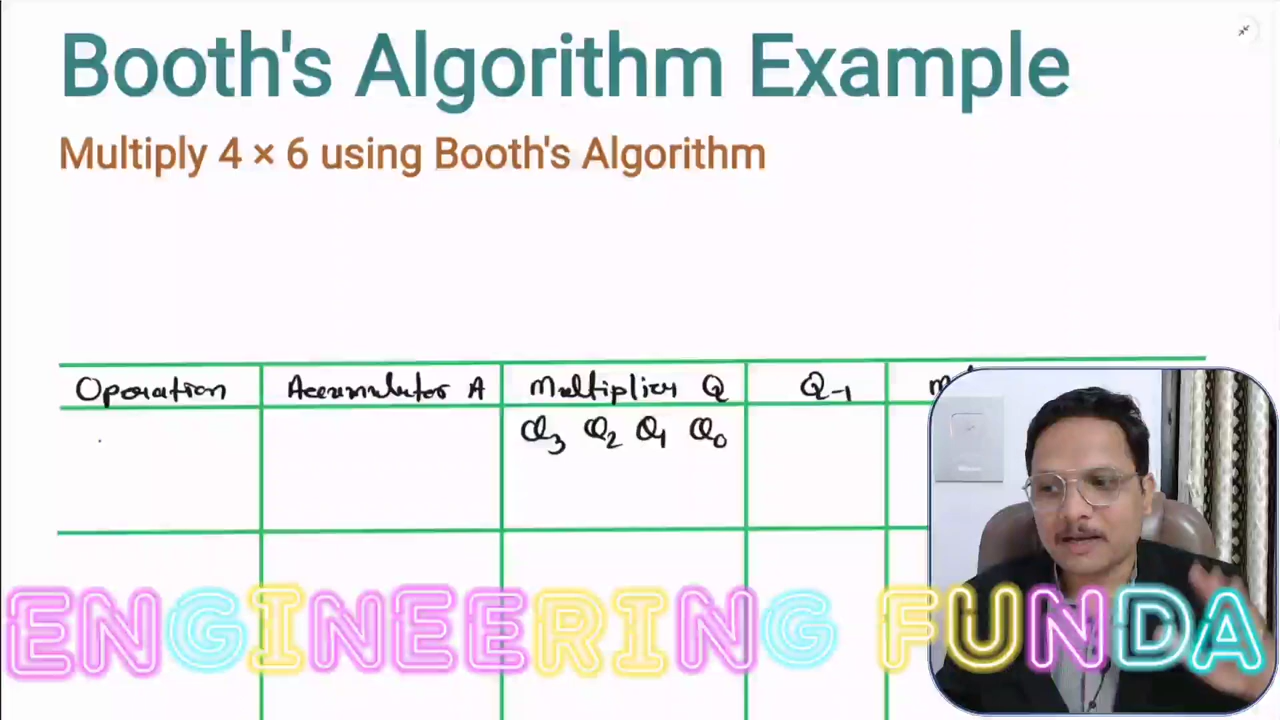 Booth's Algorithm Example
Multiply 4 × 6 using Booth's Algorithm
Operation Accumulator A Multiplier Q Q-1
Q3 Q2 Q1 Q0
ENGINEERING FUNDA